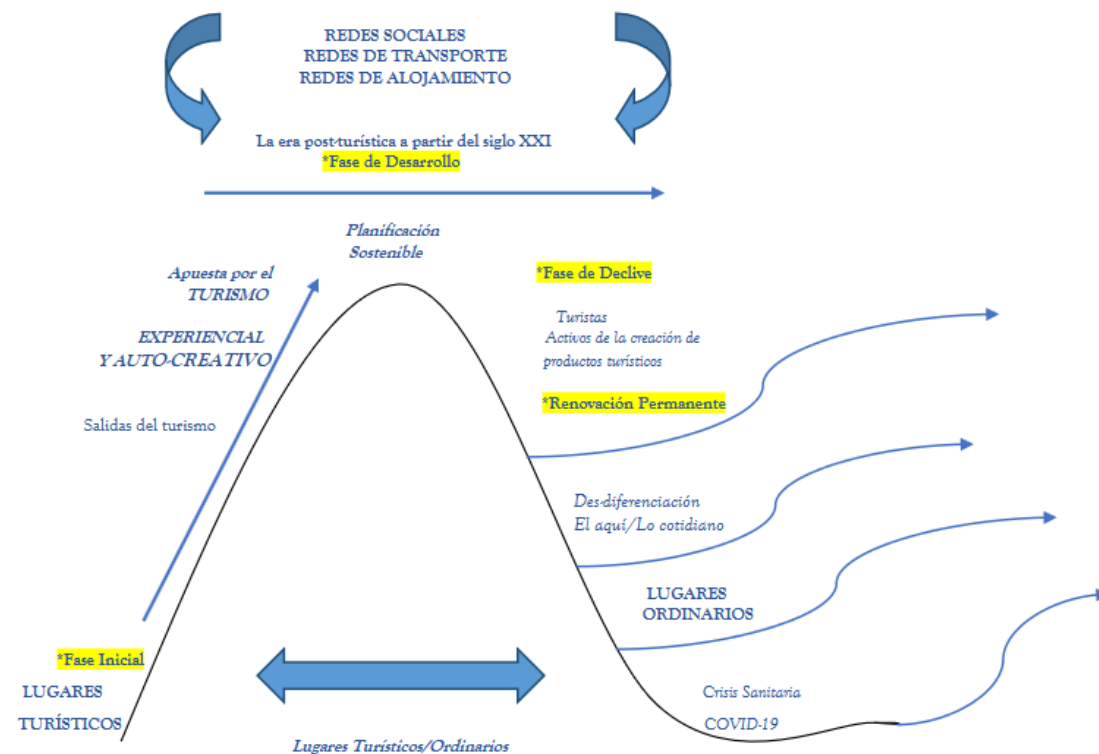 REDES SOCIALES
REDES DE TRANSPORTE
REDES DE ALOJAMIENTO
La era post-turística a partir del siglo XXI
*Fase de Desarrollo
Planificación
Sostenible
Apuesta por el
TURISMO
EXPERIENCIAL
Y AUTO-CREATIVO
Salidas del turismo
*Fase Inicial
LUGARES
TURÍSTICOS
*Fase de Declive
Turistas
Activos de la creación de
productos turísticos
*Renovación Permanente
Des-diferenciación
El aquí/Lo cotidiano
LUGARES
ORDINARIOS
Crisis Sanitaria
COVID-19
Lugares Turísticos/Ordinarios